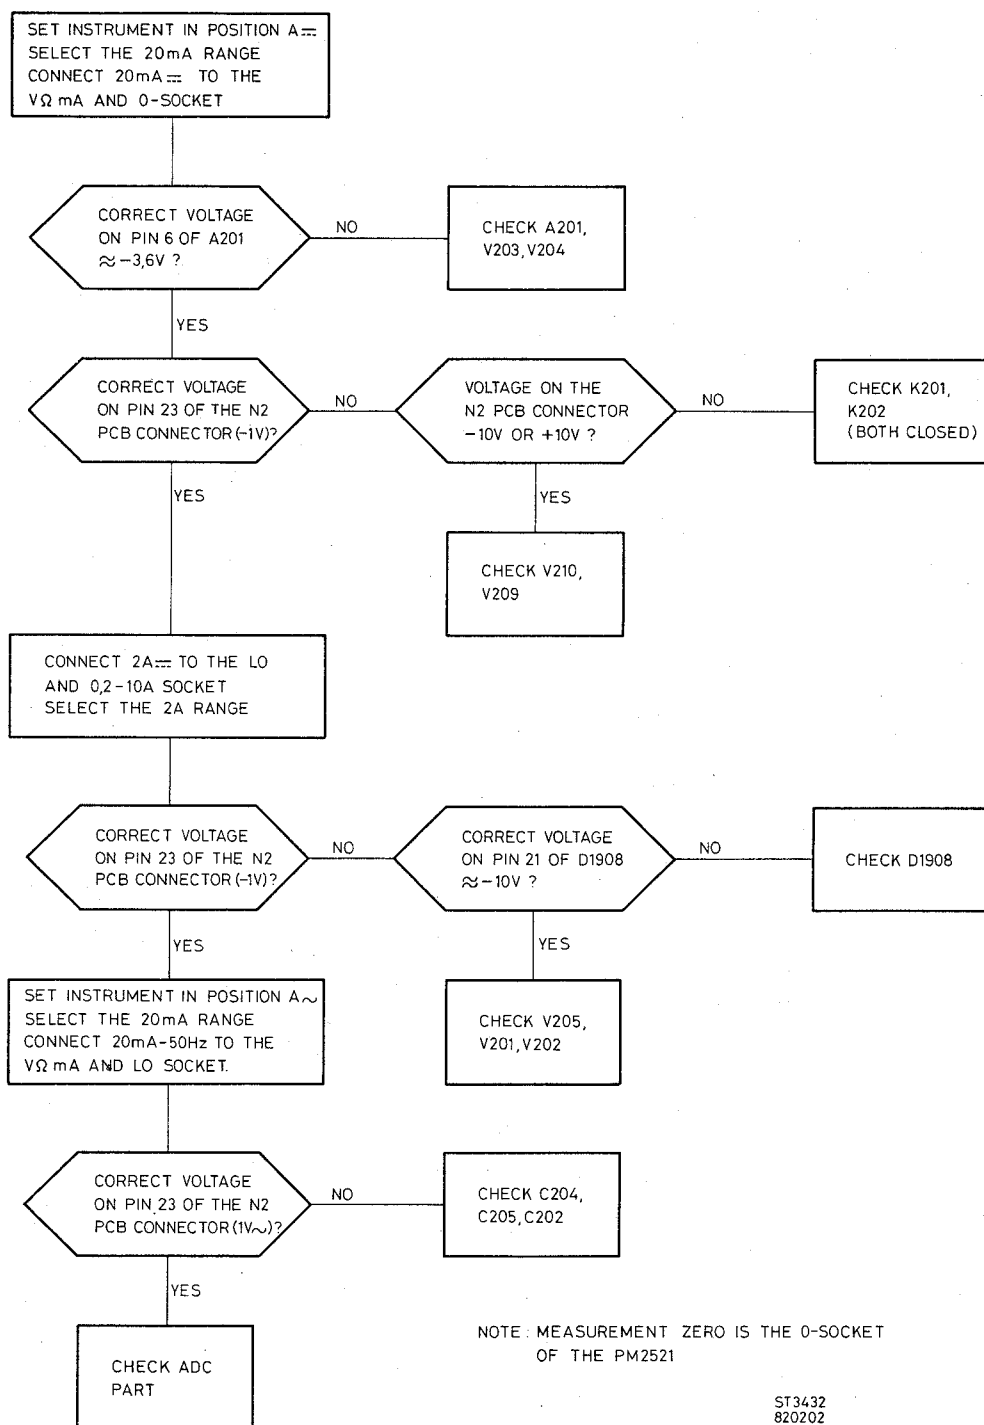 SET INSTRUMENT IN POSITION A⎓
SELECT THE 20mA RANGE
CONNECT 20mA⎓ TO THE
VΩ mA AND 0-SOCKET
CORRECT VOLTAGE
ON PIN 6 OF A201
≈ -3,6V ?
NO
CHECK A201,
V203, V204
YES
CORRECT VOLTAGE
ON PIN 23 OF THE N2
PCB CONNECTOR (-1V)?
NO
VOLTAGE ON THE
N2 PCB CONNECTOR
-10V OR +10V ?
NO
CHECK K201,
K202
(BOTH CLOSED)
YES
YES
CHECK V210,
V209
CONNECT 2A⎓ TO THE LO
AND 0,2-10A SOCKET
SELECT THE 2A RANGE
CORRECT VOLTAGE
ON PIN 23 OF THE N2
PCB CONNECTOR (-1V)?
NO
CORRECT VOLTAGE
ON PIN 21 OF D1908
≈ -10V ?
NO
CHECK D1908
YES
YES
SET INSTRUMENT IN POSITION A~
SELECT THE 20mA RANGE
CONNECT 20mA-50Hz TO THE
VΩ mA AND LO SOCKET.
CHECK V205,
V201, V202
CORRECT VOLTAGE
ON PIN 23 OF THE N2
PCB CONNECTOR (1V~)?
NO
CHECK C204,
C205, C202
YES
CHECK ADC
PART
NOTE : MEASUREMENT ZERO IS THE 0-SOCKET
OF THE PM2521
ST3432
820202